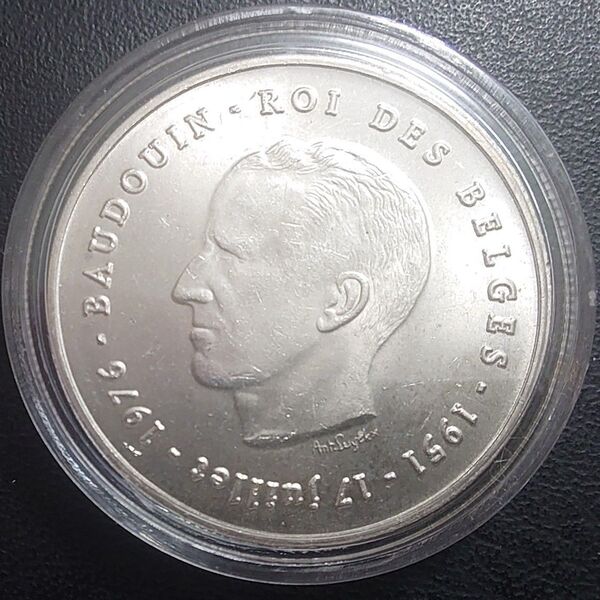 BAUDOUIN · ROI DES BELGES · 1951 · 17 juillet · 1976 ·